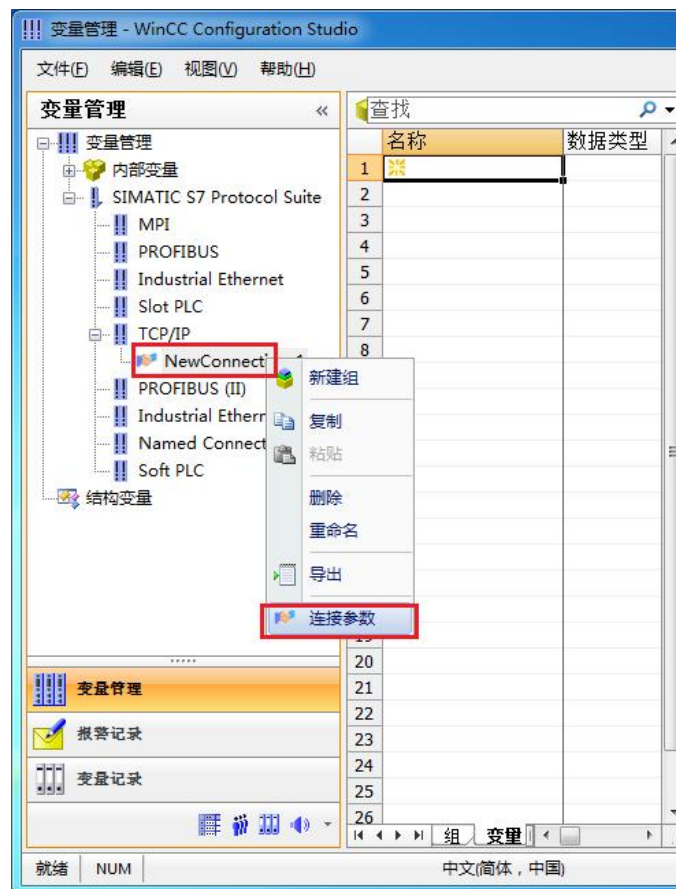 变量管理 - WinCC Configuration Studio
文件(F) 编辑(E) 视图(V) 帮助(H)
变量管理 «
查找
名称 数据类型
变量管理
内部变量
SIMATIC S7 Protocol Suite
MPI
PROFIBUS
Industrial Ethernet
Slot PLC
TCP/IP
NewConnecti
PROFIBUS (II)
Industrial Ethern
Named Connect
Soft PLC
结构变量
新建组
复制
粘贴
删除
重命名
导出
连接参数
1
2
3
4
5
6
7
8
20
21
22
23
24
25
26
变量管理
报警记录
变量记录
组 变量
就绪 NUM 中文(简体，中国)